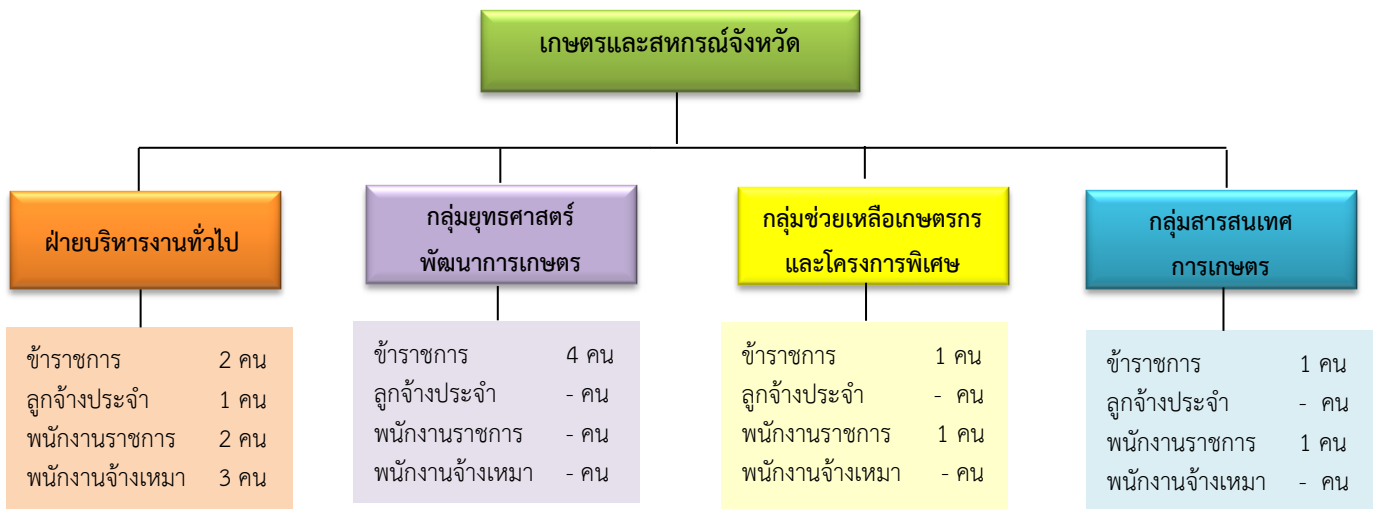 เกษตรและสหกรณ์จังหวัด
ฝ่ายบริหารงานทั่วไป
ข้าราชการ 2 คน
ลูกจ้างประจำ 1 คน
พนักงานราชการ 2 คน
พนักงานจ้างเหมา 3 คน
กลุ่มยุทธศาสตร์
พัฒนาการเกษตร
ข้าราชการ 4 คน
ลูกจ้างประจำ - คน
พนักงานราชการ - คน
พนักงานจ้างเหมา - คน
กลุ่มช่วยเหลือเกษตรกร
และโครงการพิเศษ
ข้าราชการ 1 คน
ลูกจ้างประจำ - คน
พนักงานราชการ 1 คน
พนักงานจ้างเหมา - คน
กลุ่มสารสนเทศ
การเกษตร
ข้าราชการ 1 คน
ลูกจ้างประจำ - คน
พนักงานราชการ 1 คน
พนักงานจ้างเหมา - คน